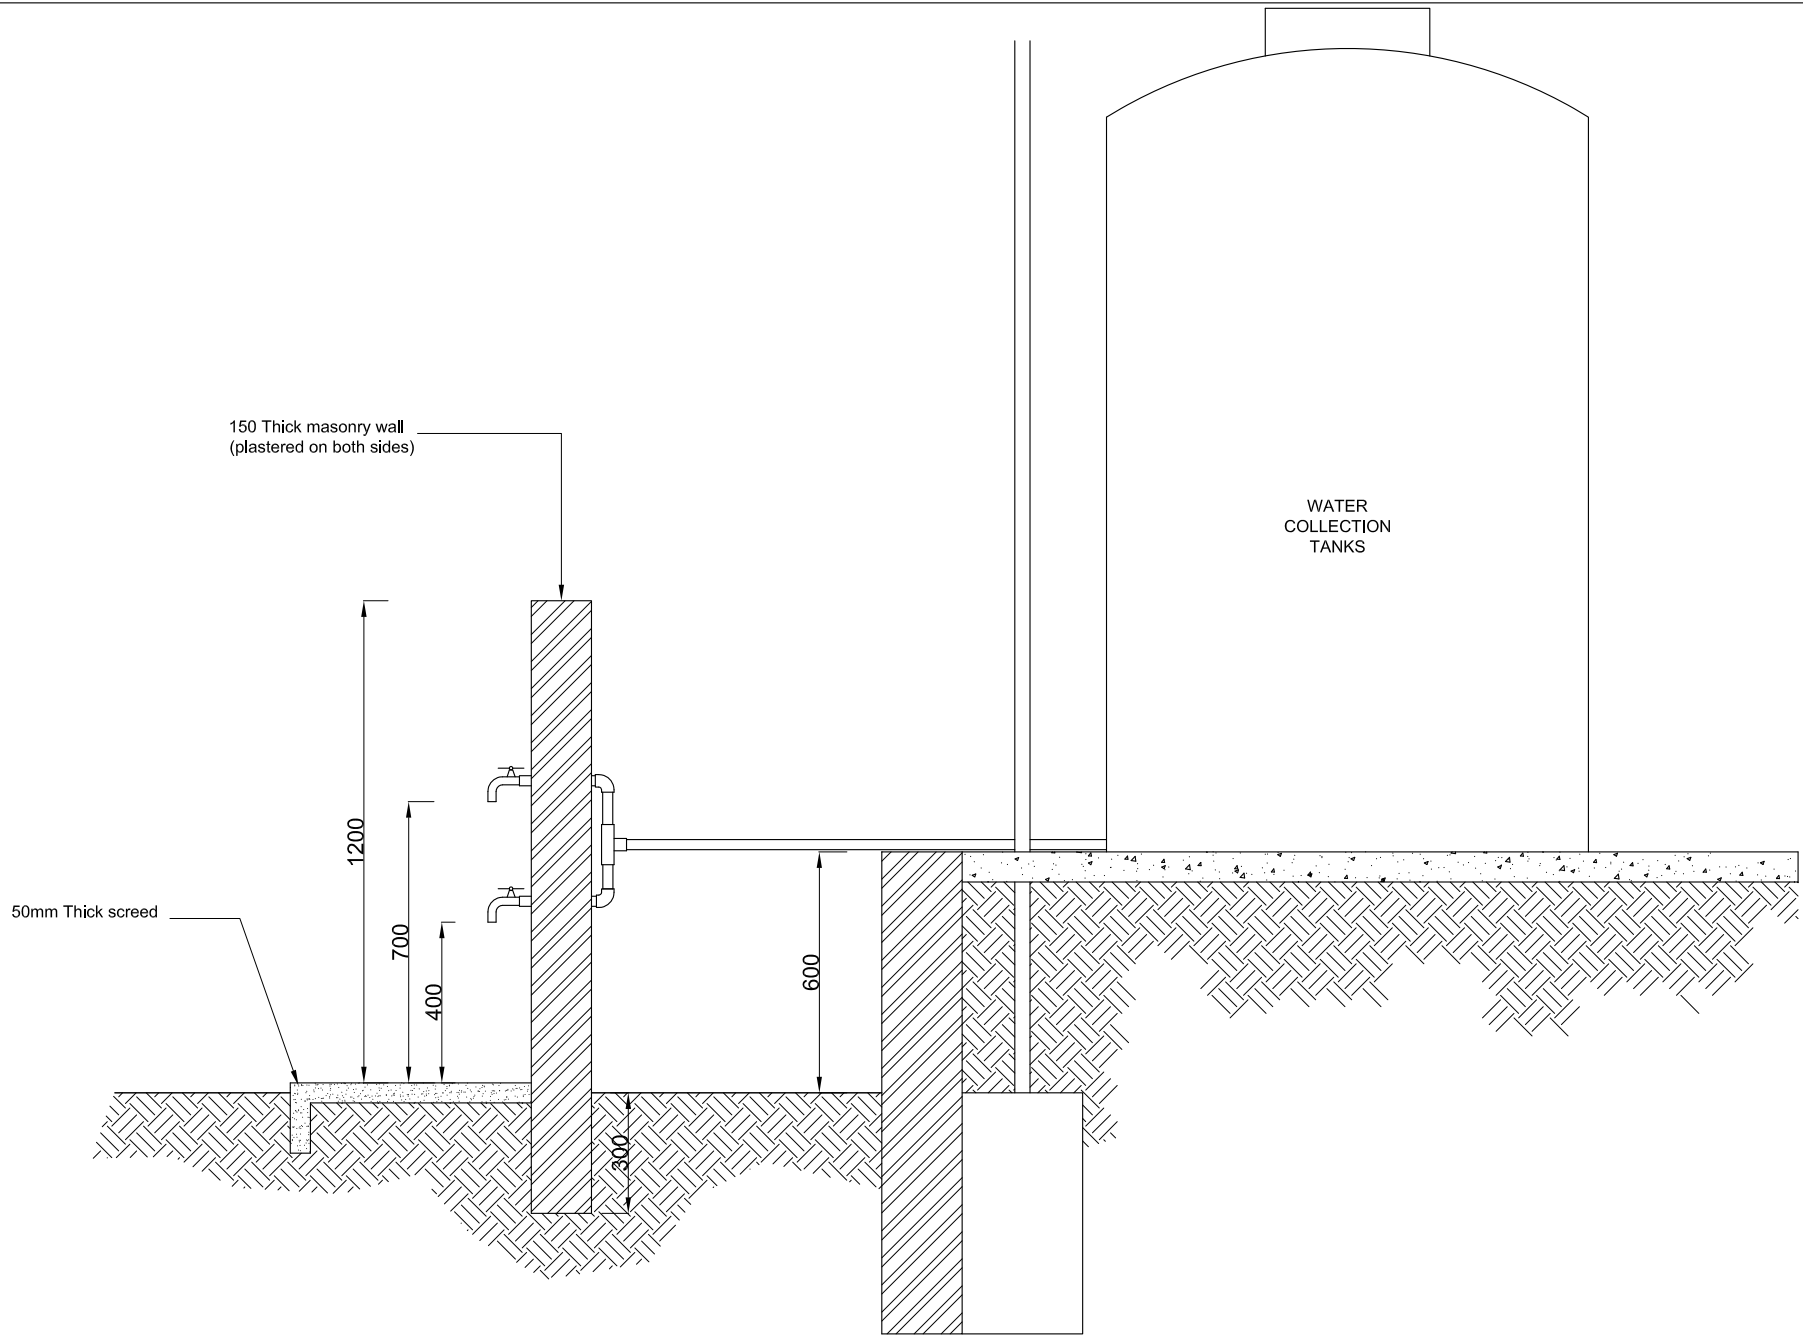 150 Thick masonry wall
(plastered on both sides)
WATER
COLLECTION
TANKS
1200
700
400
600
50mm Thick screed
300